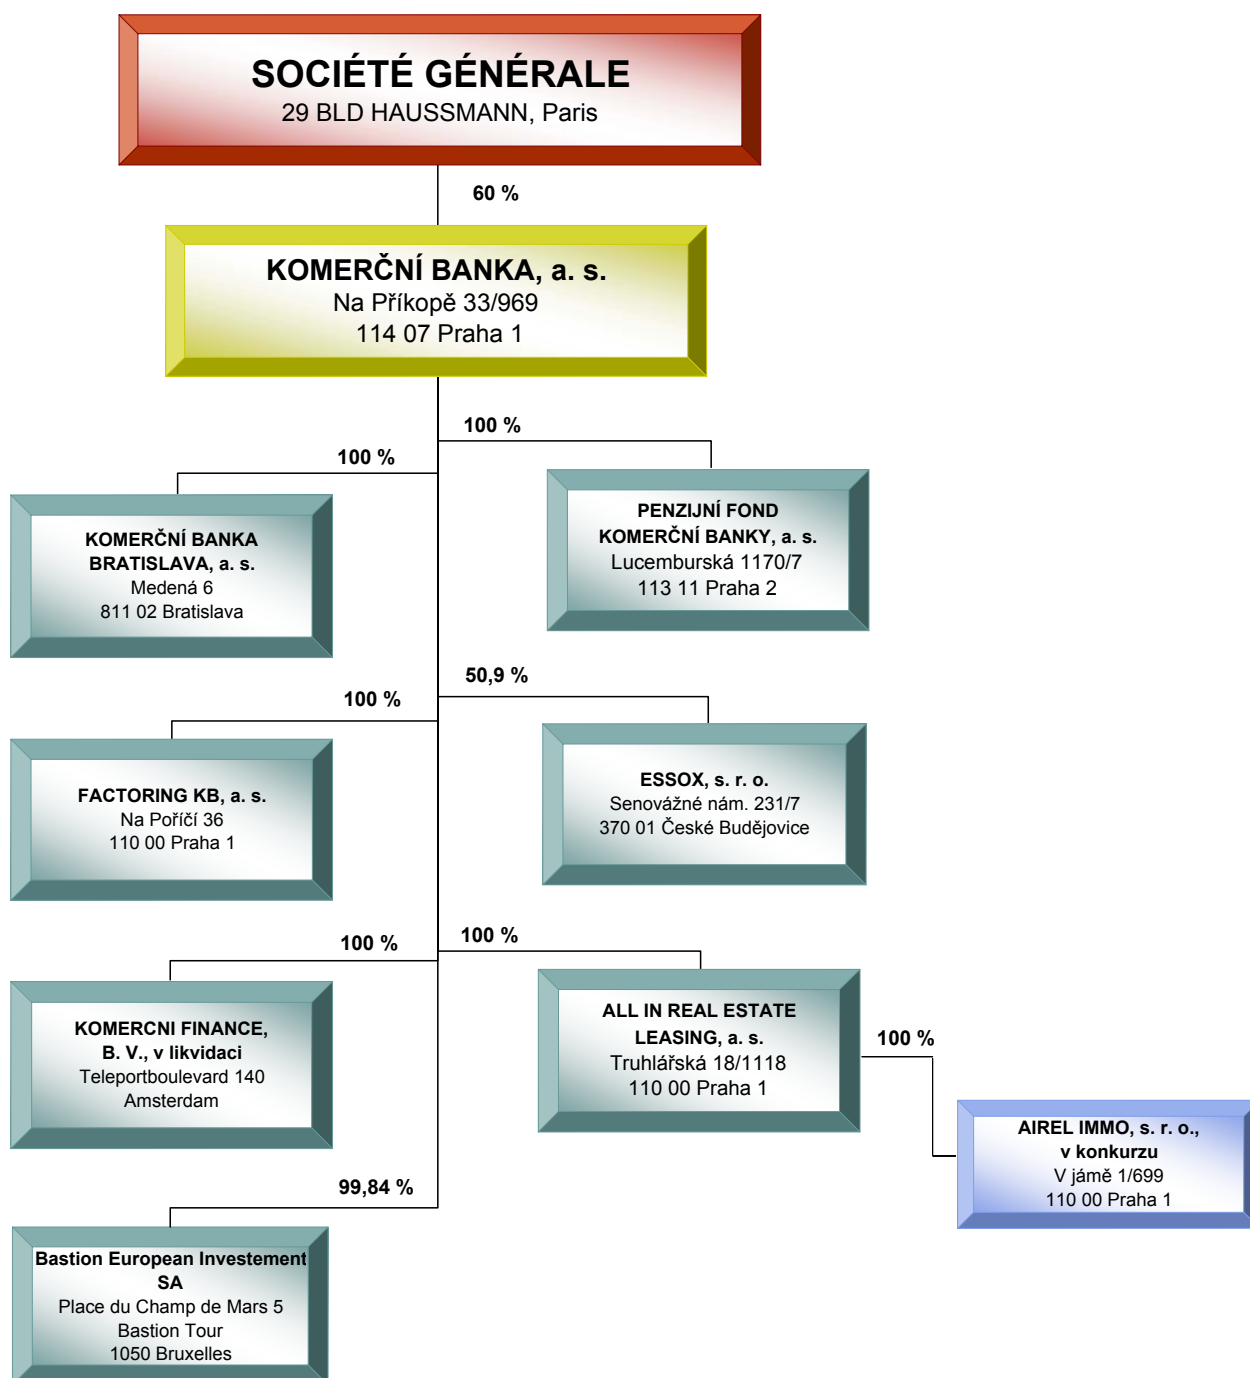 SOCIÉTÉ GÉNÉRALE
29 BLD HAUSSMANN, Paris
60 %
KOMERČNÍ BANKA, a. s.
Na Příkopě 33/969
114 07 Praha 1
100 %
100 %
KOMERČNÍ BANKA
BRATISLAVA, a. s.
Medená 6
811 02 Bratislava
PENZIJNÍ FOND
KOMERČNÍ BANKY, a. s.
Lucemburská 1170/7
113 11 Praha 2
100 %
50,9 %
FACTORING KB, a. s.
Na Poříčí 36
110 00 Praha 1
ESSOX, s. r. o.
Senovážné nám. 231/7
370 01 České Budějovice
100 %
100 %
KOMERCNI FINANCE,
B. V., v likvidaci
Teleportboulevard 140
Amsterdam
ALL IN REAL ESTATE
LEASING, a. s.
Truhlářská 18/1118
110 00 Praha 1
100 %
AIREL IMMO, s. r. o.,
v konkurzu
V jámě 1/699
110 00 Praha 1
99,84 %
Bastion European Investement
SA
Place du Champ de Mars 5
Bastion Tour
1050 Bruxelles